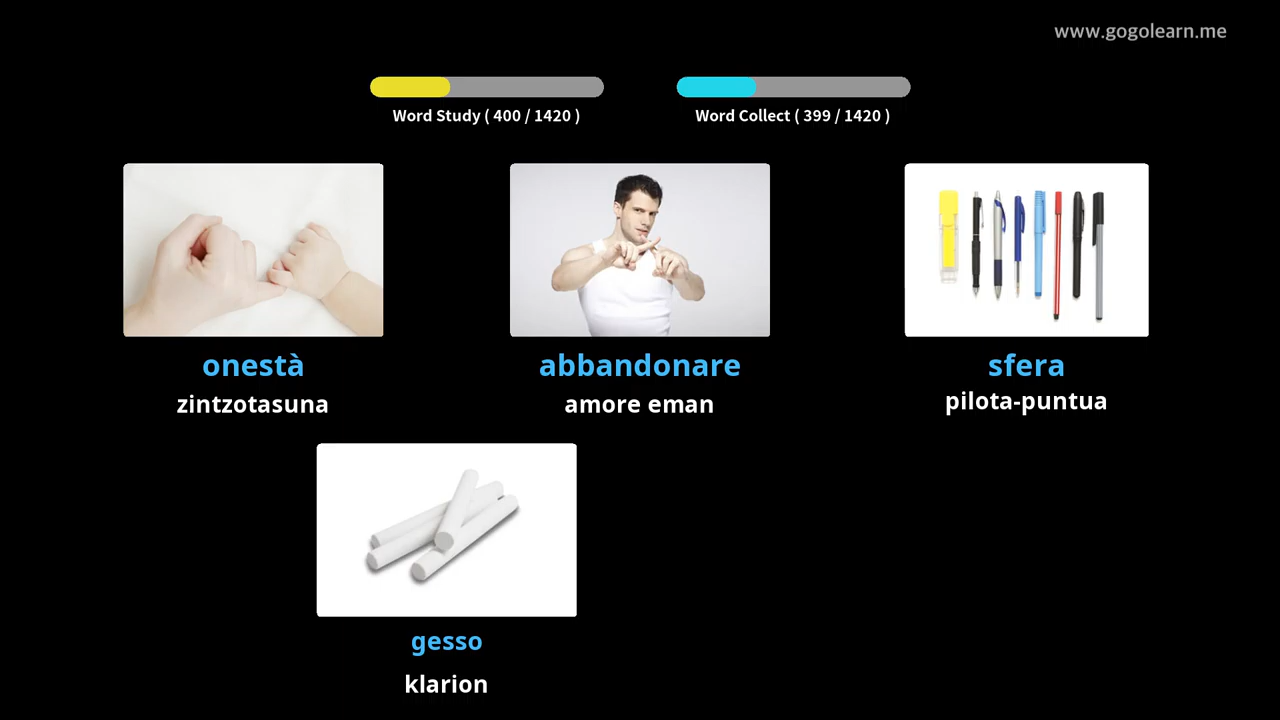 www.gogolearn.me
Word Study ( 400 / 1420 )
Word Collect ( 399 / 1420 )
onestà
abbandonare
sfera
zintzotasuna
amore eman
pilota-puntua
gesso
klarion